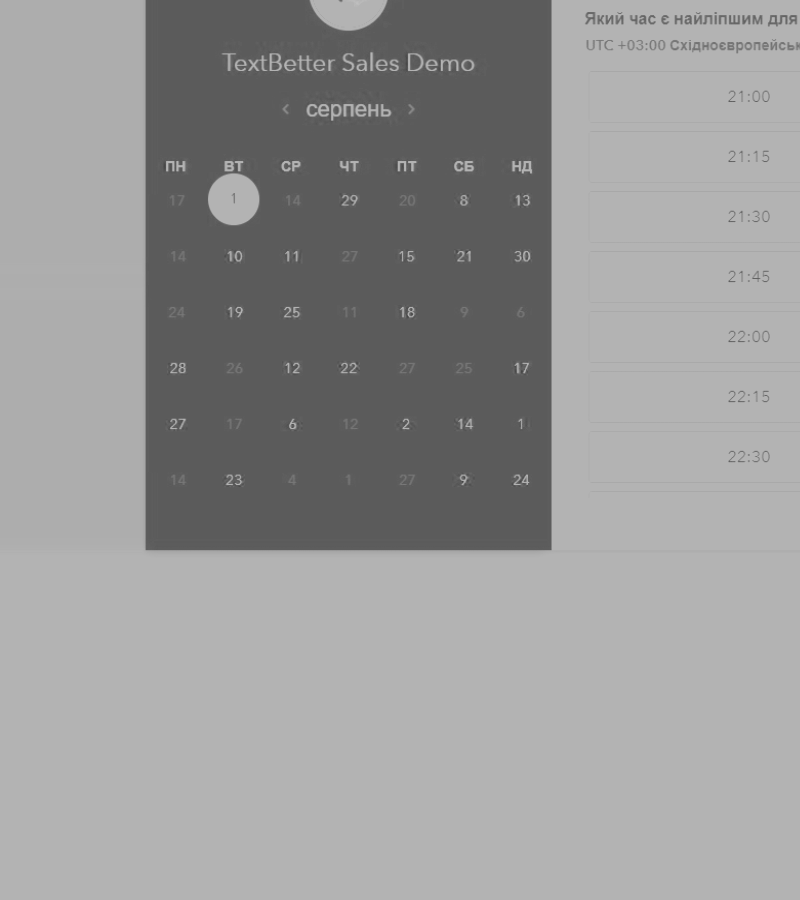 TextBetter Sales Demo
‹ серпень ›
ПН ВТ СР ЧТ ПТ СБ НД
17 1 14 29 20 8 13
14 10 11 27 15 21 30
24 19 25 11 18 9 6
28 26 12 22 27 25 17
27 17 6 12 2 14 1
14 23 4 1 27 9 24
Який час є найліпшим для
UTC +03:00 Східноєвропейськ
21:00
21:15
21:30
21:45
22:00
22:15
22:30